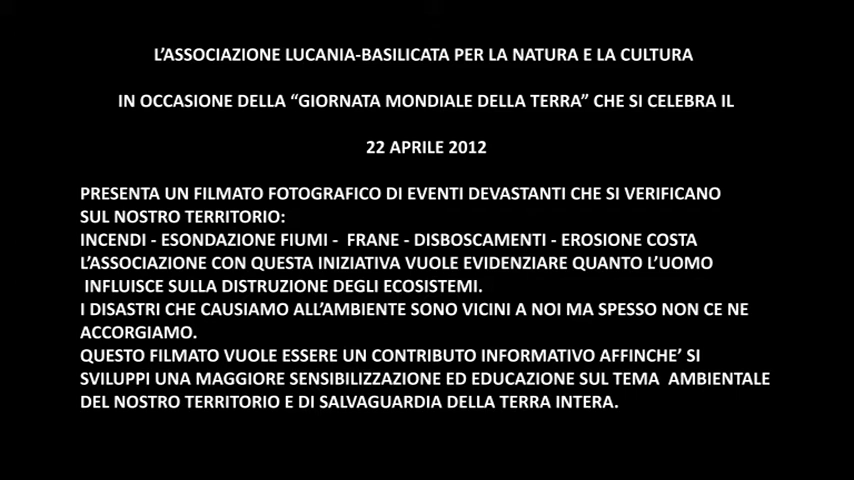 L’ASSOCIAZIONE LUCANIA-BASILICATA PER LA NATURA E LA CULTURA
IN OCCASIONE DELLA “GIORNATA MONDIALE DELLA TERRA” CHE SI CELEBRA IL
22 APRILE 2012
PRESENTA UN FILMATO FOTOGRAFICO DI EVENTI DEVASTANTI CHE SI VERIFICANO
SUL NOSTRO TERRITORIO:
INCENDI - ESONDAZIONE FIUMI - FRANE - DISBOSCAMENTI - EROSIONE COSTA
L’ASSOCIAZIONE CON QUESTA INIZIATIVA VUOLE EVIDENZIARE QUANTO L’UOMO
INFLUISCE SULLA DISTRUZIONE DEGLI ECOSISTEMI.
I DISASTRI CHE CAUSIAMO ALL’AMBIENTE SONO VICINI A NOI MA SPESSO NON CE NE
ACCORGIAMO.
QUESTO FILMATO VUOLE ESSERE UN CONTRIBUTO INFORMATIVO AFFINCHE’ SI
SVILUPPI UNA MAGGIORE SENSIBILIZZAZIONE ED EDUCAZIONE SUL TEMA AMBIENTALE
DEL NOSTRO TERRITORIO E DI SALVAGUARDIA DELLA TERRA INTERA.